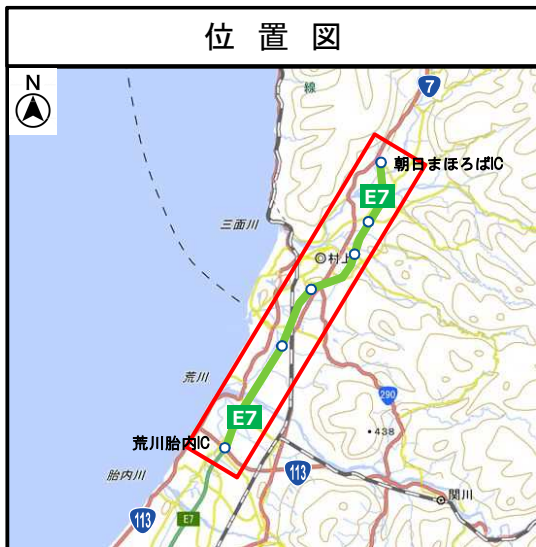 位置図
N
線
7
朝日まほろばIC
E7
三面川
村上
荒川
290
E7
荒川胎内IC
438
胎内川
113
関川
113
E7